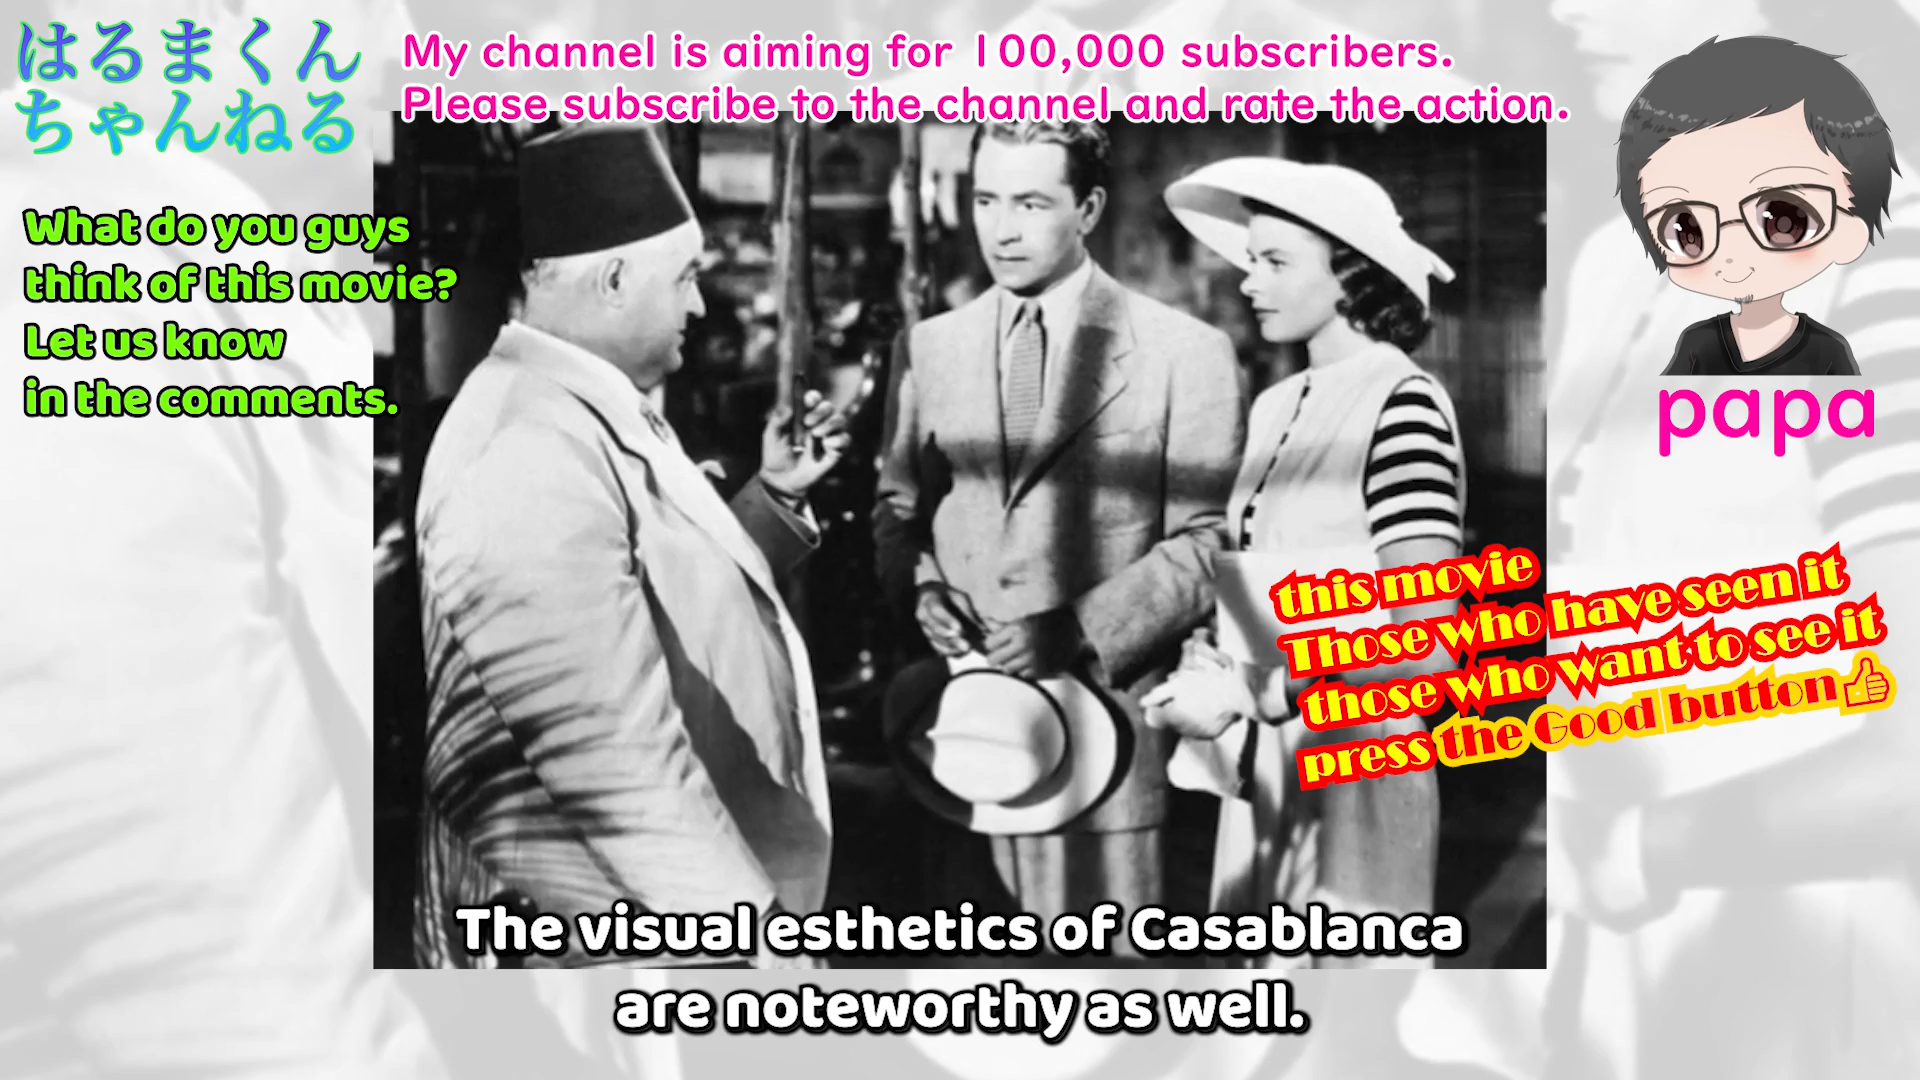 はるまくん
ちゃんねる
My channel is aiming for 100,000 subscribers.
Please subscribe to the channel and rate the action.
What do you guys
think of this movie?
Let us know
in the comments.
papa
this movie
Those who have seen it
those who want to see it
press the Good button
The visual esthetics of Casablanca
are noteworthy as well.